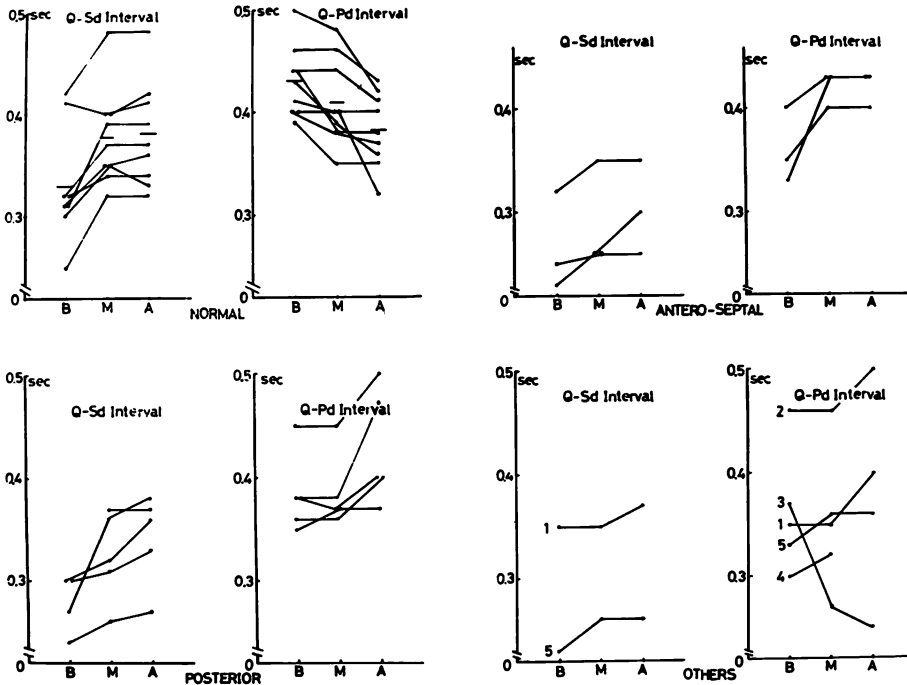 0.5 sec Q-Sd Interval
0.4
0.3
0
B M A
0.5 sec Q-Pd Interval
0.4
0.3
0
B M A
NORMAL
sec Q-Sd Interval
0.4
0.3
0
B M A
sec Q-Pd Interval
0.4
0.3
0
B M A
ANTERO-SEPTAL
0.5 sec
Q-Sd Interval
0.4
0.3
0
B M A
0.5 sec
Q-Pd Interval
0.4
0.3
0
B M A
POSTERIOR
0.5 sec
Q-Sd Interval
0.4
1
0.3
5
0
B M A
0.5 sec
Q-Pd Interval
2
0.4
3
1
5
0.3
4
0
B M A
OTHERS